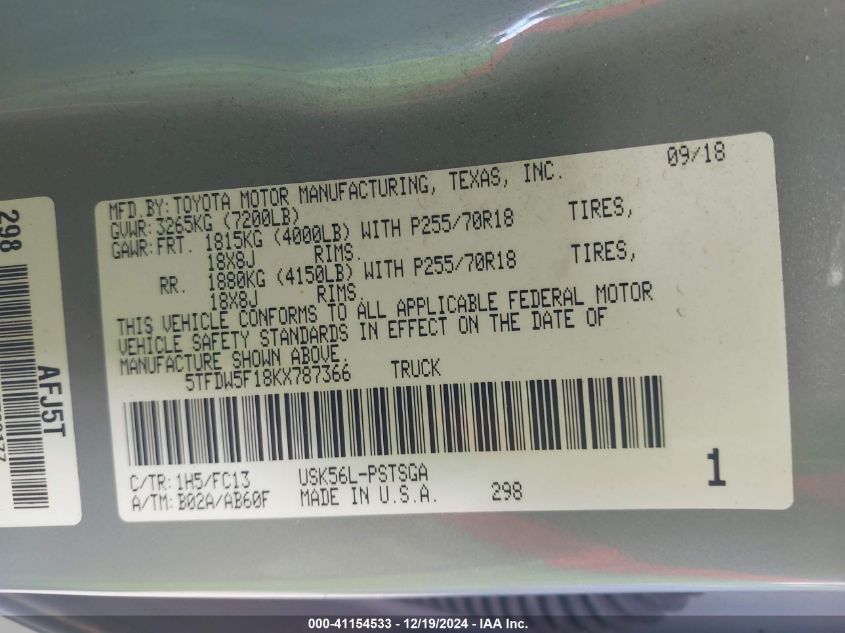 298
AFJ5T
09/18
MFD.BY:TOYOTA MOTOR MANUFACTURING, TEXAS, INC.
GVWR:3265KG (7200LB)
GAWR:FRT. 1815KG (4000LB) WITH P255/70R18 TIRES,
18X8J RIMS.
RR. 1880KG (4150LB) WITH P255/70R18 TIRES,
18X8J RIMS.
THIS VEHICLE CONFORMS TO ALL APPLICABLE FEDERAL MOTOR
VEHICLE SAFETY STANDARDS IN EFFECT ON THE DATE OF
MANUFACTURE SHOWN ABOVE.
5TFDW5F18KX787366 TRUCK
C/TR:1H5/FC13 USK56L-PSTSGA
A/TM:B02A/AB60F MADE IN U.S.A. 298
1
000-41154533 - 12/19/2024 - IAA Inc.